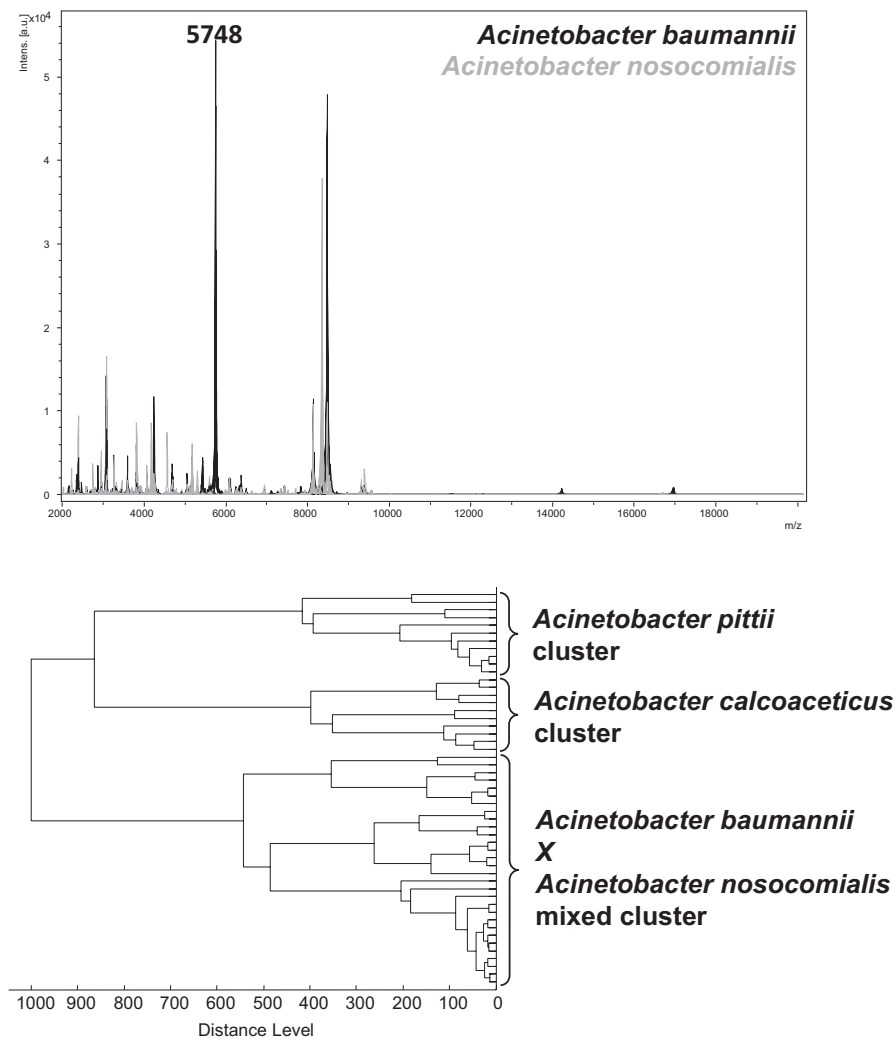 Intens. [a.u.]
x10⁴
5748
Acinetobacter baumannii
Acinetobacter nosocomialis
5
4
3
2
1
0
2000 4000 6000 8000 10000 12000 14000 16000 18000
m/z
Acinetobacter pittii
cluster
Acinetobacter calcoaceticus
cluster
Acinetobacter baumannii
X
Acinetobacter nosocomialis
mixed cluster
1000 900 800 700 600 500 400 300 200 100 0
Distance Level